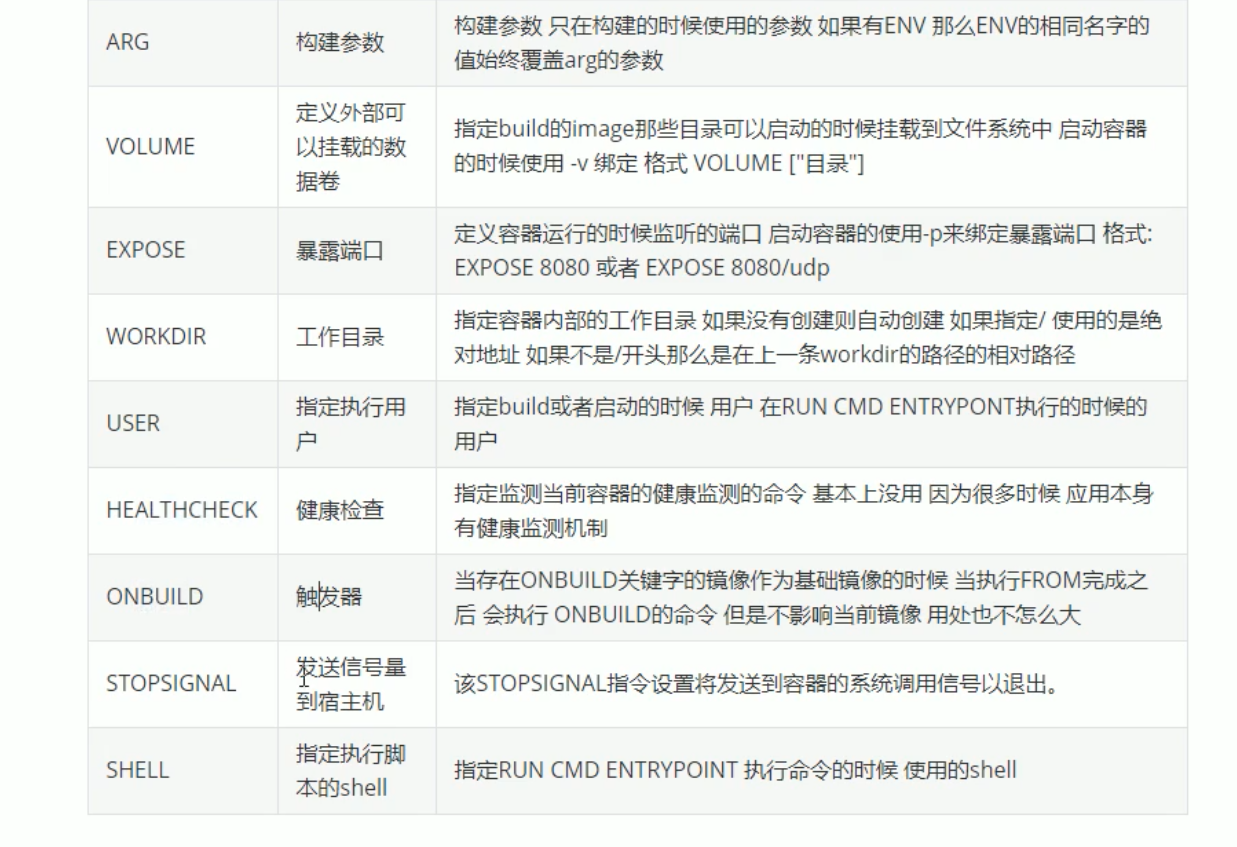 ARG
构建参数
构建参数 只在构建的时候使用的参数 如果有ENV 那么ENV的相同名字的
值始终覆盖arg的参数
VOLUME
定义外部可
以挂载的数
据卷
指定build的image那些目录可以启动的时候挂载到文件系统中 启动容器
的时候使用 -v 绑定 格式 VOLUME ["目录"]
EXPOSE
暴露端口
定义容器运行的时候监听的端口 启动容器的使用-p来绑定暴露端口 格式:
EXPOSE 8080 或者 EXPOSE 8080/udp
WORKDIR
工作目录
指定容器内部的工作目录 如果没有创建则自动创建 如果指定/ 使用的是绝
对地址 如果不是/开头那么是在上一条workdir的路径的相对路径
USER
指定执行用
户
指定build或者启动的时候 用户 在RUN CMD ENTRYPONT执行的时候的
用户
HEALTHCHECK
健康检查
指定监测当前容器的健康监测的命令 基本上没用 因为很多时候 应用本身
有健康监测机制
ONBUILD
触发器
当存在ONBUILD关键字的镜像作为基础镜像的时候 当执行FROM完成之
后 会执行 ONBUILD的命令 但是不影响当前镜像 用处也不怎么大
STOPSIGNAL
发送信号量
到宿主机
该STOPSIGNAL指令设置将发送到容器的系统调用信号以退出。
SHELL
指定执行脚
本的shell
指定RUN CMD ENTRYPOINT 执行命令的时候 使用的shell